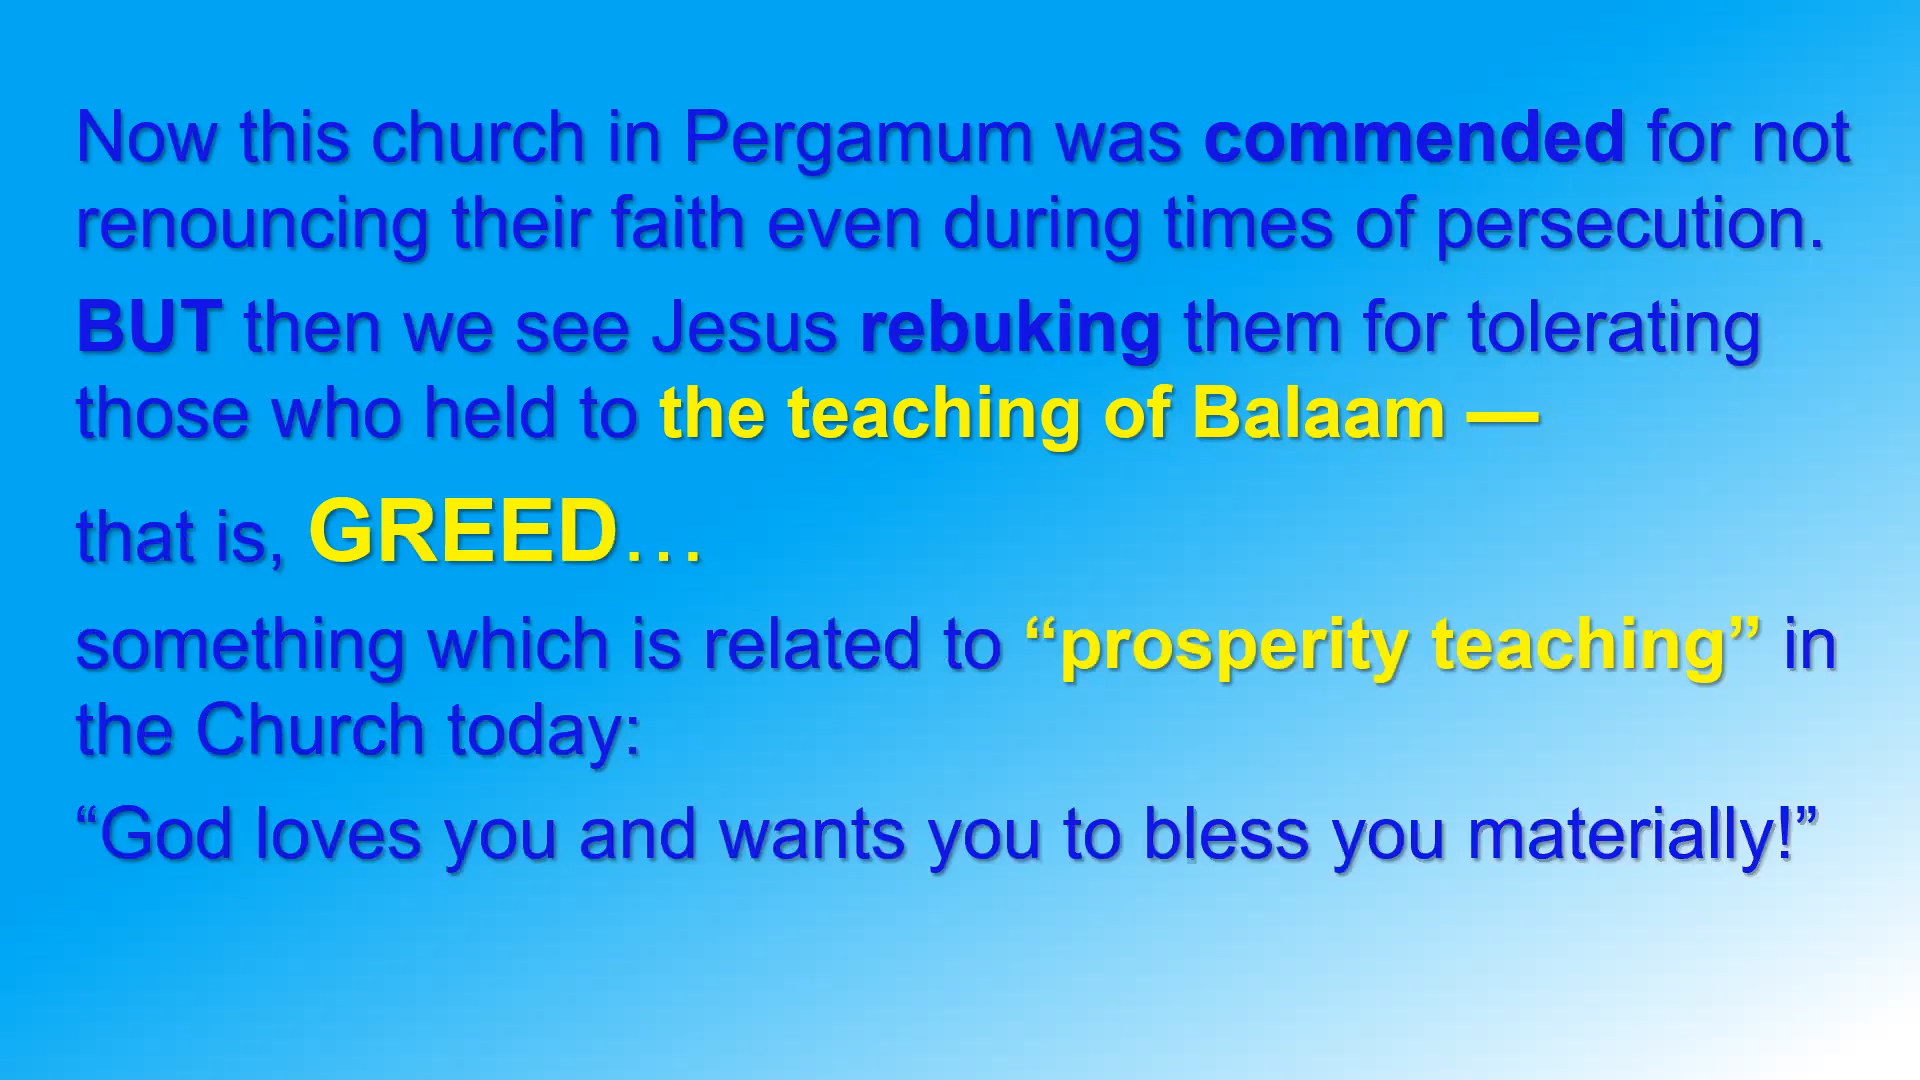 Now this church in Pergamum was commended for not
renouncing their faith even during times of persecution.
BUT then we see Jesus rebuking them for tolerating
those who held to the teaching of Balaam —
that is, GREED…
something which is related to “prosperity teaching” in
the Church today:
“God loves you and wants you to bless you materially!”